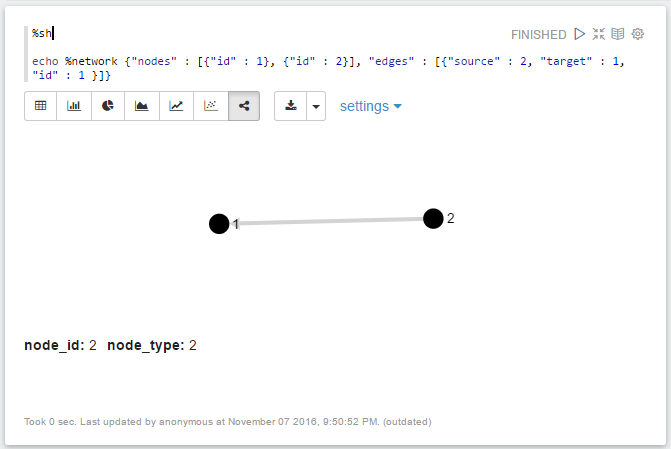 %sh
FINISHED
echo %network {"nodes" : [{"id" : 1}, {"id" : 2}], "edges" : [{"source" : 2, "target" : 1,
"id" : 1 }]}
settings
1
2
node_id: 2 node_type: 2
Took 0 sec. Last updated by anonymous at November 07 2016, 9:50:52 PM. (outdated)